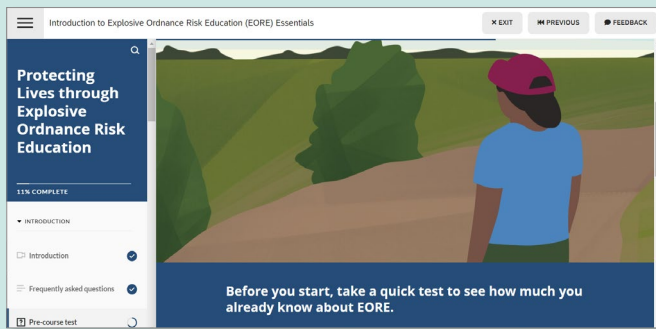 Introduction to Explosive Ordnance Risk Education (EORE) Essentials
EXIT
PREVIOUS
FEEDBACK
Protecting
Lives through
Explosive
Ordnance Risk
Education
11% COMPLETE
INTRODUCTION
Introduction
Frequently asked questions
Pre-course test
Before you start, take a quick test to see how much you
already know about EORE.